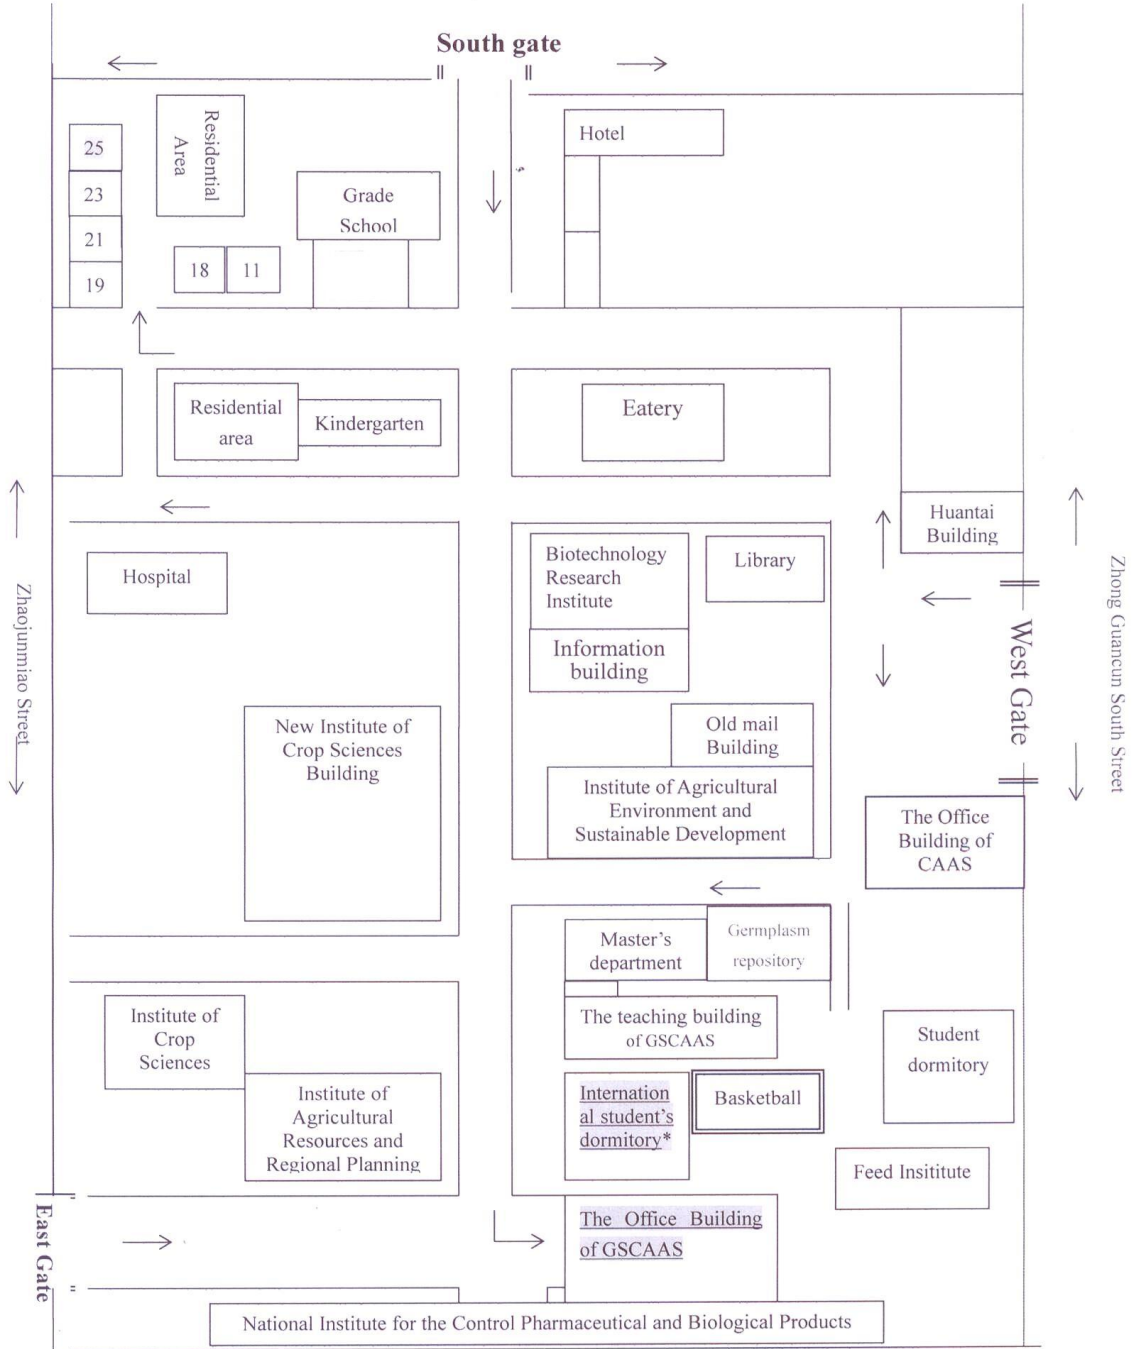 South gate
25
23
21
19
Residential
Area
18
11
Grade
School
Hotel
Residential
area
Kindergarten
Eatery
Huantai
Building
Hospital
Biotechnology
Research
Institute
Library
Information
building
Zhaojunmiao Street
West Gate
Zhong Guancun South Street
New Institute of
Crop Sciences
Building
Old mail
Building
Institute of Agricultural
Environment and
Sustainable Development
The Office
Building of
CAAS
Master's
department
Germplasm
repository
Institute of
Crop
Sciences
The teaching building
of GSCAAS
Student
dormitory
Institute of
Agricultural
Resources and
Regional Planning
Internation
al student's
dormitory*
Basketball
Feed Insititute
East Gate
The Office Building
of GSCAAS
National Institute for the Control Pharmaceutical and Biological Products